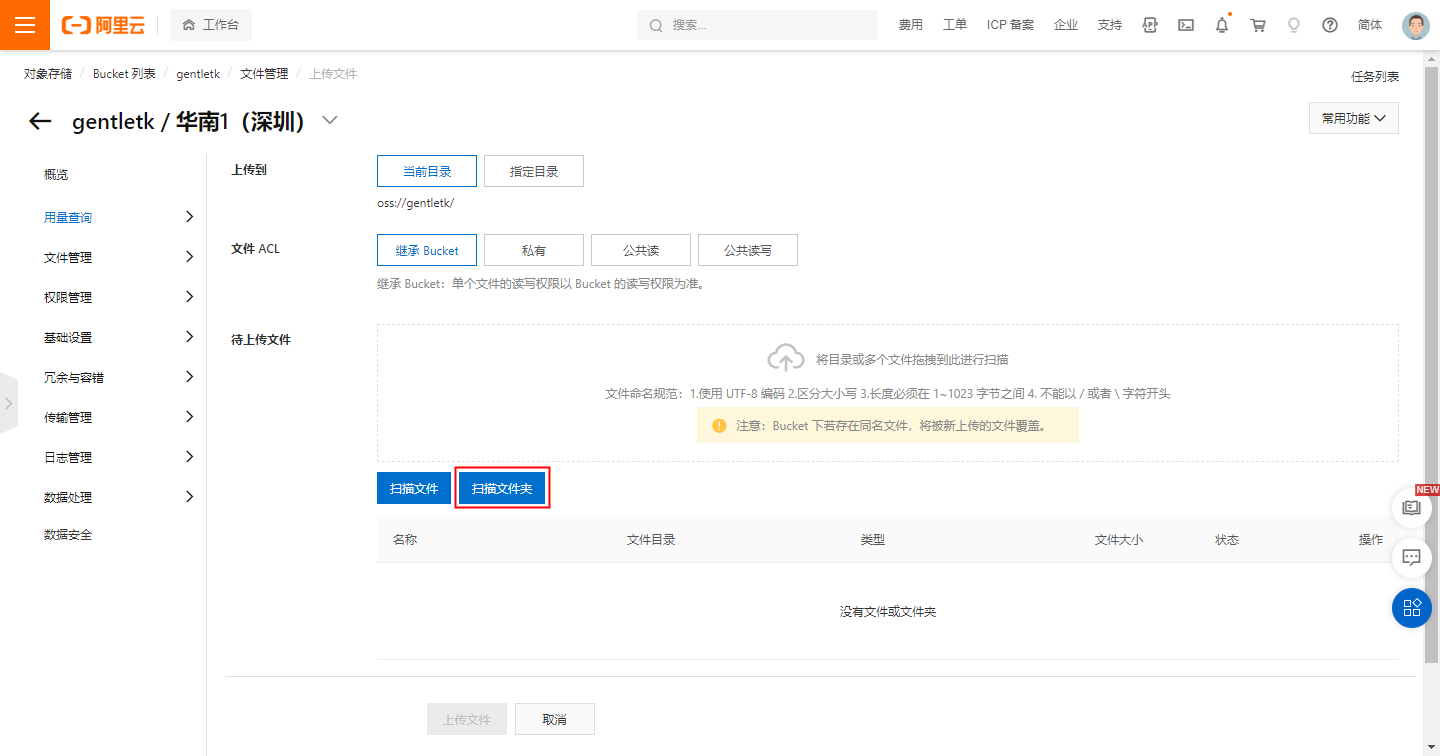 阿里云 工作台 搜索... 费用 工单 ICP 备案 企业 支持 简体
对象存储 / Bucket 列表 / gentletk / 文件管理 / 上传文件 任务列表
gentletk / 华南1（深圳） 常用功能
概览
用量查询
文件管理
权限管理
基础设置
冗余与容错
传输管理
日志管理
数据处理
数据安全
上传到 当前目录 指定目录
oss://gentletk/
文件 ACL 继承 Bucket 私有 公共读 公共读写
继承 Bucket：单个文件的读写权限以 Bucket 的读写权限为准。
待上传文件
将目录或多个文件拖拽到此进行扫描
文件命名规范：1.使用 UTF-8 编码 2.区分大小写 3.长度必须在 1~1023 字节之间 4. 不能以 / 或者 \ 字符开头
注意：Bucket 下若存在同名文件，将被新上传的文件覆盖。
扫描文件 扫描文件夹
NEW
名称 文件目录 类型 文件大小 状态 操作
没有文件或文件夹
上传文件 取消